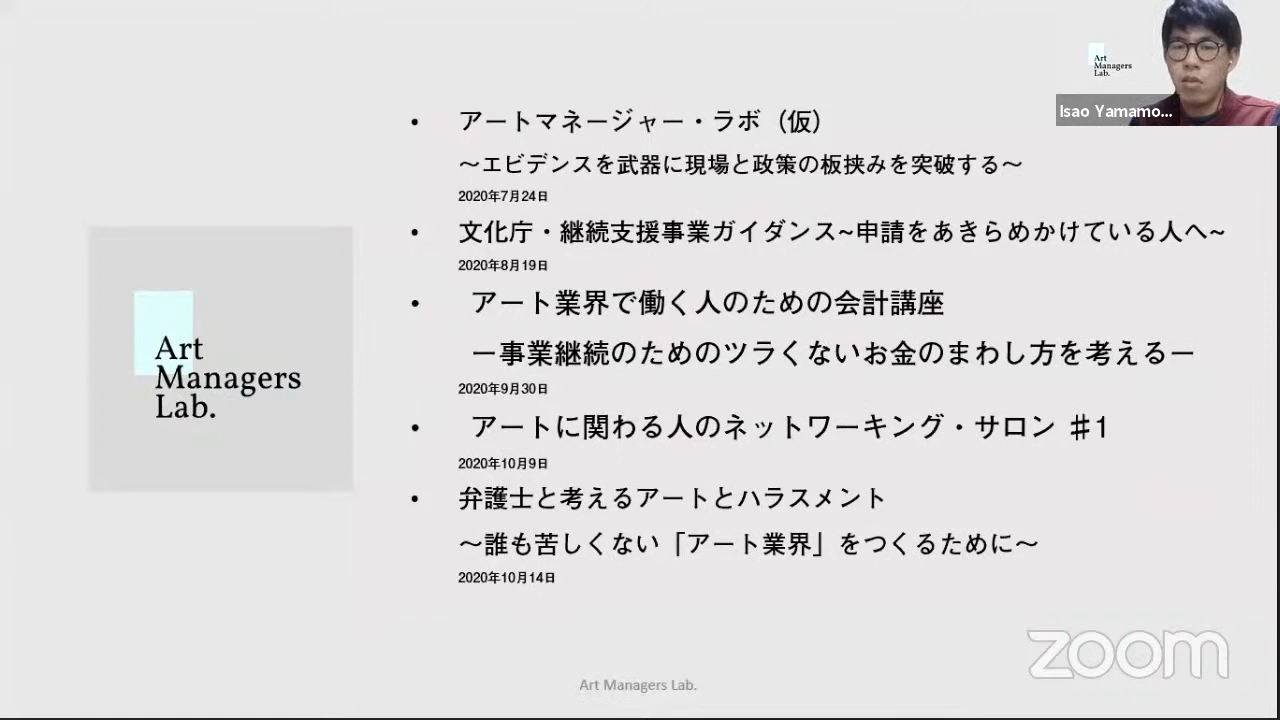 Art
Managers
Lab.
Isao Yamamo...
• アートマネージャー・ラボ（仮）
～エビデンスを武器に現場と政策の板挟みを突破する～
2020年7月24日
• 文化庁・継続支援事業ガイダンス~申請をあきらめかけている人へ~
2020年8月19日
• アート業界で働く人のための会計講座
ー事業継続のためのツラくないお金のまわし方を考えるー
2020年9月30日
• アートに関わる人のネットワーキング・サロン ♯1
2020年10月9日
• 弁護士と考えるアートとハラスメント
～誰も苦しくない「アート業界」をつくるために～
2020年10月14日
Art
Managers
Lab.
zoom
Art Managers Lab.